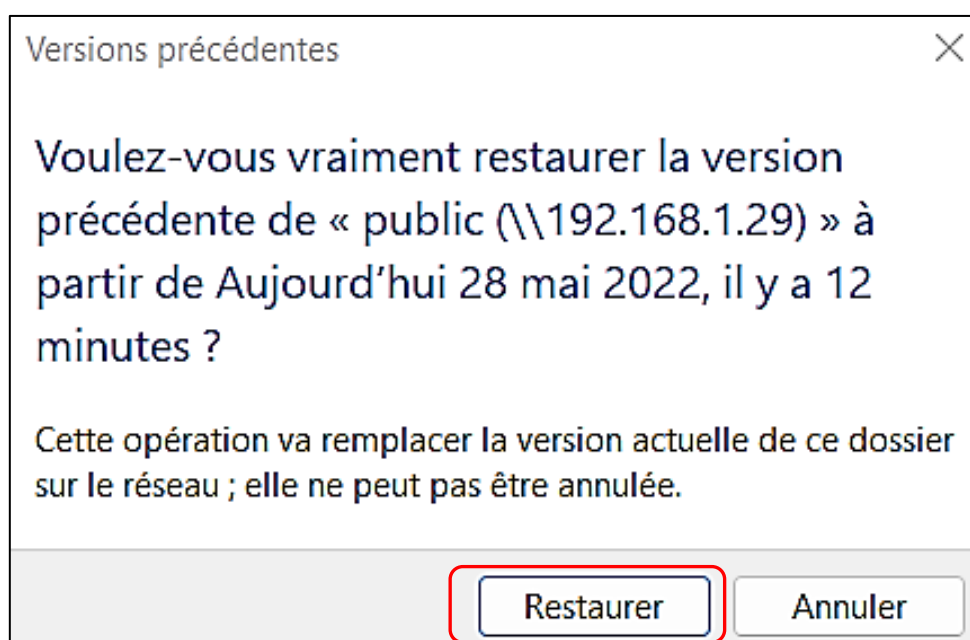 Versions précédentes
Voulez-vous vraiment restaurer la version
précédente de « public (\\192.168.1.29) » à
partir de Aujourd’hui 28 mai 2022, il y a 12
minutes ?
Cette opération va remplacer la version actuelle de ce dossier
sur le réseau ; elle ne peut pas être annulée.
Restaurer Annuler